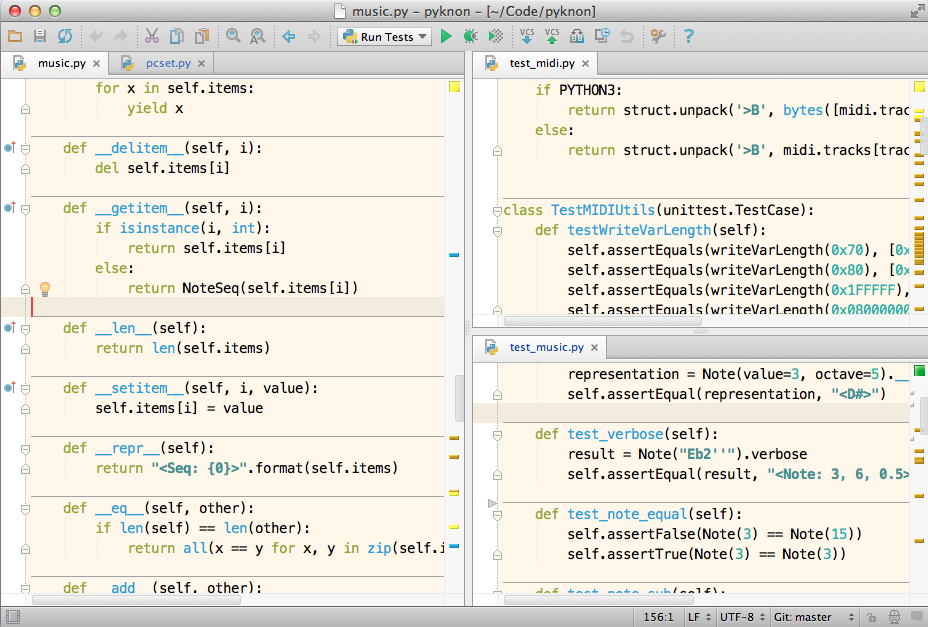 music.py – pyknon – [~/Code/pyknon]
Run Tests
VCS
VCS
?
music.py
pcset.py
for x in self.items:
yield x
def __delitem__(self, i):
del self.items[i]
def __getitem__(self, i):
if isinstance(i, int):
return self.items[i]
else:
return NoteSeq(self.items[i])
def __len__(self):
return len(self.items)
def __setitem__(self, i, value):
self.items[i] = value
def __repr__(self):
return "<Seq: {0}>".format(self.items)
def __eq__(self, other):
if len(self) == len(other):
return all(x == y for x, y in zip(self.i
def __add__(self, other):
test_midi.py
if PYTHON3:
return struct.unpack('>B', bytes([midi.trac
else:
return struct.unpack('>B', midi.tracks[trac
class TestMIDIUtils(unittest.TestCase):
def testWriteVarLength(self):
self.assertEquals(writeVarLength(0x70), [0x
self.assertEquals(writeVarLength(0x80), [0x
self.assertEquals(writeVarLength(0x1FFFFF),
self.assertEquals(writeVarLength(0x08000000
test_music.py
representation = Note(value=3, octave=5).__
self.assertEqual(representation, "<D#>")
def test_verbose(self):
result = Note("Eb2''").verbose
self.assertEqual(result, "<Note: 3, 6, 0.5>
def test_note_equal(self):
self.assertFalse(Note(3) == Note(15))
self.assertTrue(Note(3) == Note(3))
def test_note_sub(self):
156:1
LF
UTF-8
Git: master